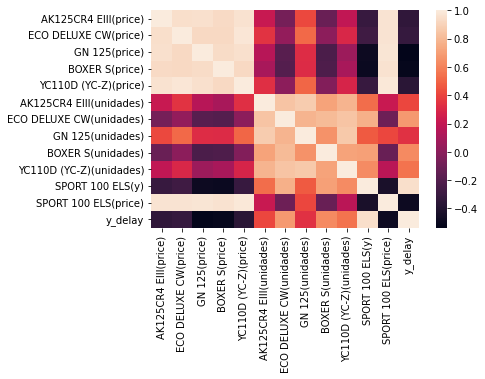 AK125CR4 EIII(price)
ECO DELUXE CW(price)
GN 125(price)
BOXER S(price)
YC110D (YC-Z)(price)
AK125CR4 EIII(unidades)
ECO DELUXE CW(unidades)
GN 125(unidades)
BOXER S(unidades)
YC110D (YC-Z)(unidades)
SPORT 100 ELS(y)
SPORT 100 ELS(price)
y_delay
AK125CR4 EIII(price)
ECO DELUXE CW(price)
GN 125(price)
BOXER S(price)
YC110D (YC-Z)(price)
AK125CR4 EIII(unidades)
ECO DELUXE CW(unidades)
GN 125(unidades)
BOXER S(unidades)
YC110D (YC-Z)(unidades)
SPORT 100 ELS(y)
SPORT 100 ELS(price)
y_delay
1.0
0.8
0.6
0.4
0.2
0.0
−0.2
−0.4